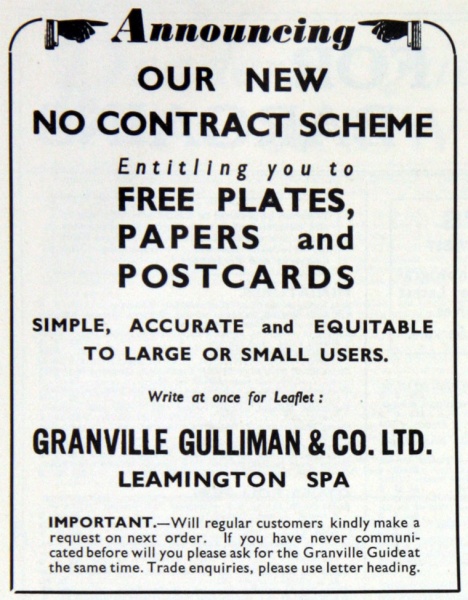 Announcing
OUR NEW
NO CONTRACT SCHEME
Entitling you to
FREE PLATES,
PAPERS and
POSTCARDS
SIMPLE, ACCURATE and EQUITABLE
TO LARGE OR SMALL USERS.
Write at once for Leaflet :
GRANVILLE GULLIMAN & CO. LTD.
LEAMINGTON SPA
IMPORTANT.—Will regular customers kindly make a
request on next order. If you have never communi-
cated before will you please ask for the Granville Guide at
the same time. Trade enquiries, please use letter heading.